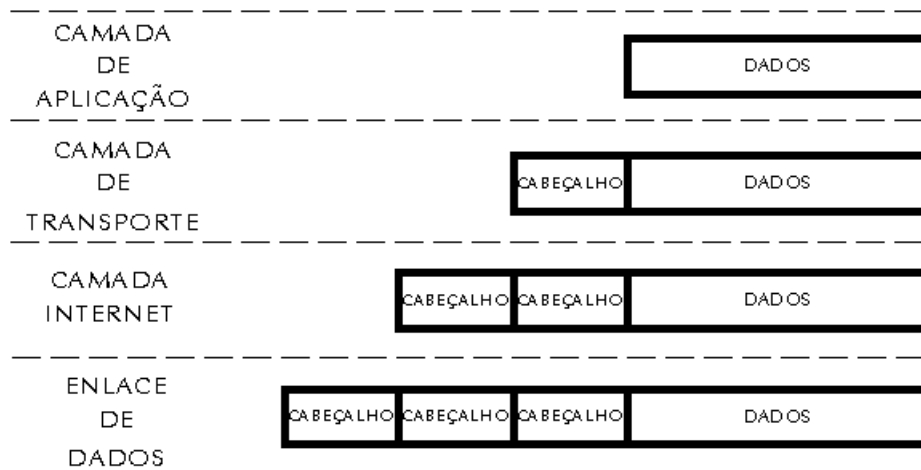 CAMADA
DE
APLICAÇÃO
DADOS
CAMADA
DE
TRANSPORTE
CABEÇALHO DADOS
CAMADA
INTERNET
CABEÇALHO CABEÇALHO DADOS
ENLACE
DE
DADOS
CABEÇALHO CABEÇALHO CABEÇALHO DADOS